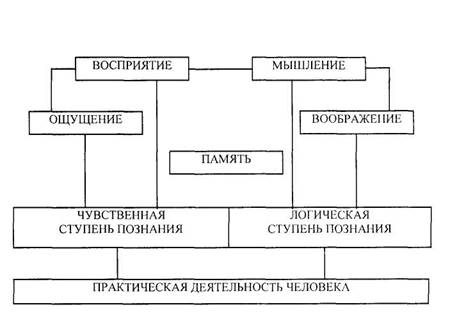 ВОСПРИЯТИЕ
МЫШЛЕНИЕ
ОЩУЩЕНИЕ
ВООБРАЖЕНИЕ
ПАМЯТЬ
ЧУВСТВЕННАЯ
СТУПЕНЬ ПОЗНАНИЯ
ЛОГИЧЕСКАЯ
СТУПЕНЬ ПОЗНАНИЯ
ПРАКТИЧЕСКАЯ ДЕЯТЕЛЬНОСТЬ ЧЕЛОВЕКА